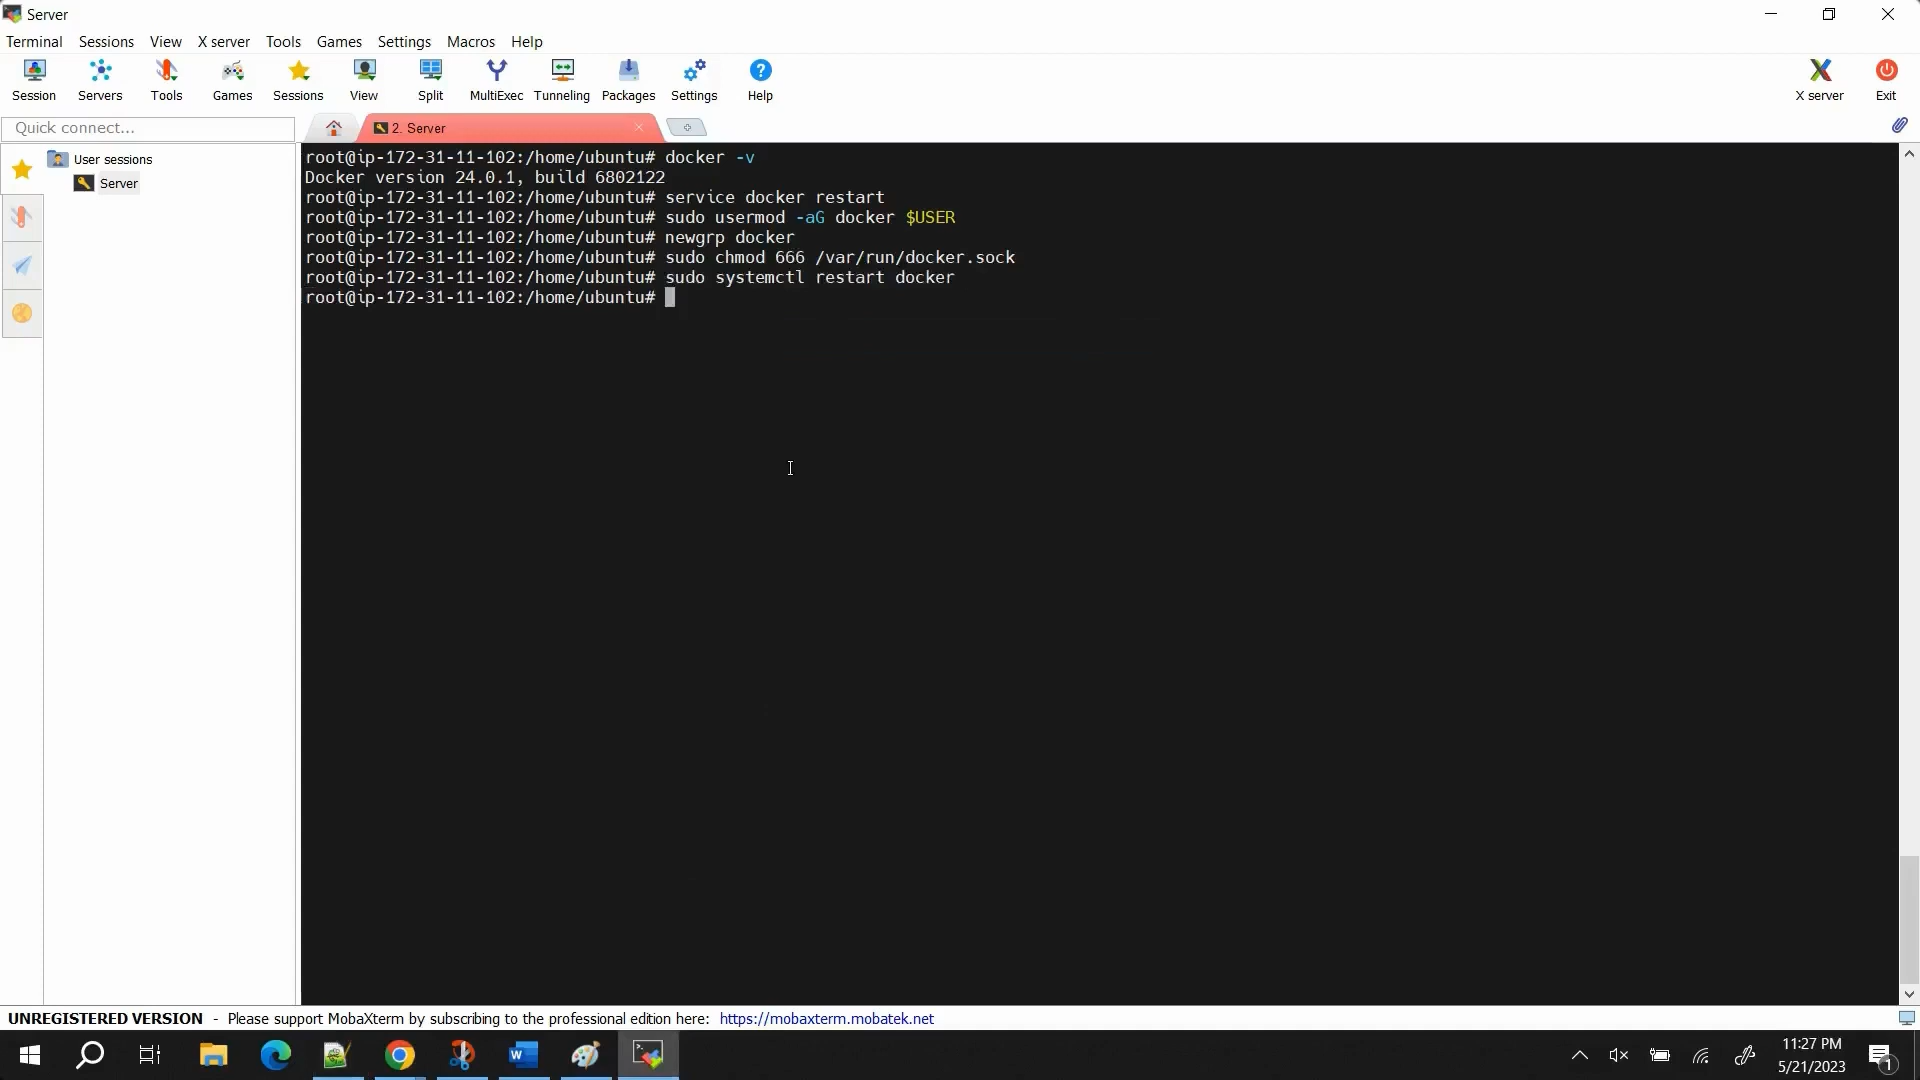 Server
Terminal Sessions View X server Tools Games Settings Macros Help
Session Servers Tools Games Sessions View Split MultiExec Tunneling Packages Settings Help X server Exit
Quick connect...
2. Server
User sessions
Server
root@ip-172-31-11-102:/home/ubuntu# docker -v
Docker version 24.0.1, build 6802122
root@ip-172-31-11-102:/home/ubuntu# service docker restart
root@ip-172-31-11-102:/home/ubuntu# sudo usermod -aG docker $USER
root@ip-172-31-11-102:/home/ubuntu# newgrp docker
root@ip-172-31-11-102:/home/ubuntu# sudo chmod 666 /var/run/docker.sock
root@ip-172-31-11-102:/home/ubuntu# sudo systemctl restart docker
root@ip-172-31-11-102:/home/ubuntu#
UNREGISTERED VERSION - Please support MobaXterm by subscribing to the professional edition here: https://mobaxterm.mobatek.net
11:27 PM
5/21/2023
1